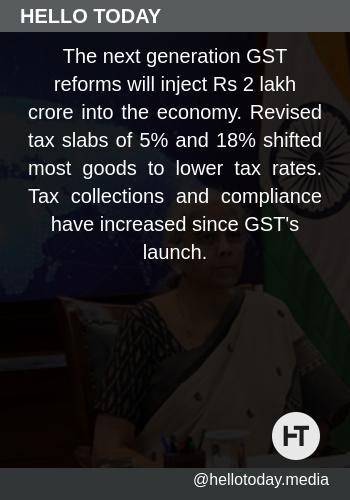 HELLO TODAY
The next generation GST
reforms will inject Rs 2 lakh
crore into the economy. Revised
tax slabs of 5% and 18% shifted
most goods to lower tax rates.
Tax collections and compliance
have increased since GST's
launch.
HT
@hellotoday.media